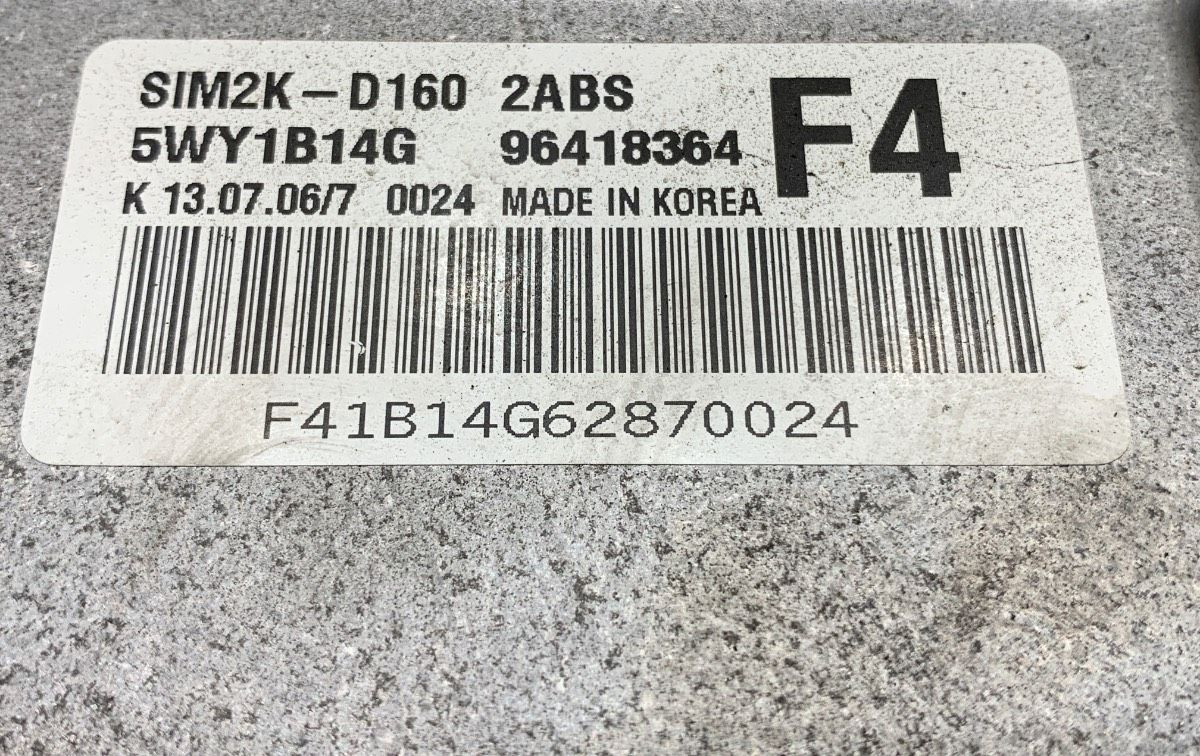 SIM2K-D160 2ABS F4
5WY1B14G 96418364
K 13.07.06/7 0024 MADE IN KOREA
F41B14G62870024